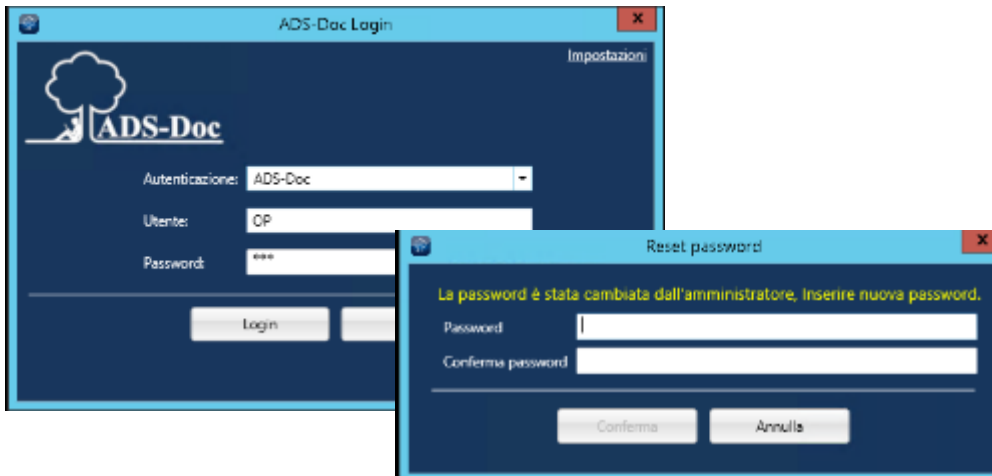 ADS-Doc Login
x
Impostazioni
ADS-Doc
Autenticazione: ADS-Doc
Utente: OP
Password: ***
Login
Reset password
x
La password è stata cambiata dall'amministratore, Inserire nuova password.
Password
Conferma password
Conferma
Annulla